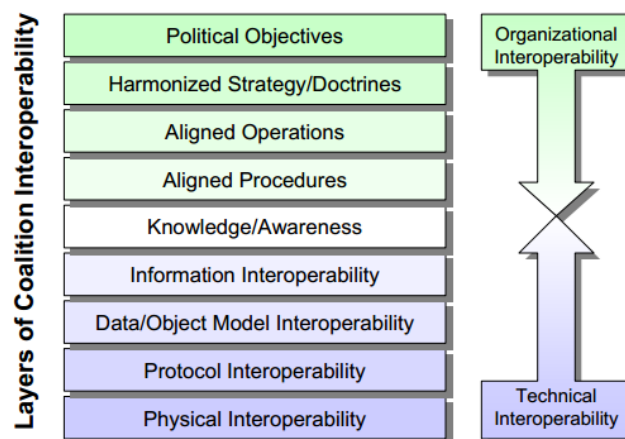 Layers of Coalition Interoperability
Political Objectives
Harmonized Strategy/Doctrines
Aligned Operations
Aligned Procedures
Knowledge/Awareness
Information Interoperability
Data/Object Model Interoperability
Protocol Interoperability
Physical Interoperability
Organizational
Interoperability
Technical
Interoperability